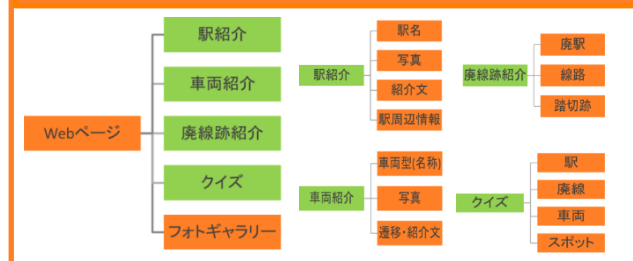 Webページ
駅紹介
車両紹介
廃線跡紹介
クイズ
フォトギャラリー
駅紹介
駅名
写真
紹介文
駅周辺情報
車両紹介
車両型(名称)
写真
遷移・紹介文
廃線跡紹介
廃駅
線路
踏切跡
クイズ
駅
廃線
車両
スポット